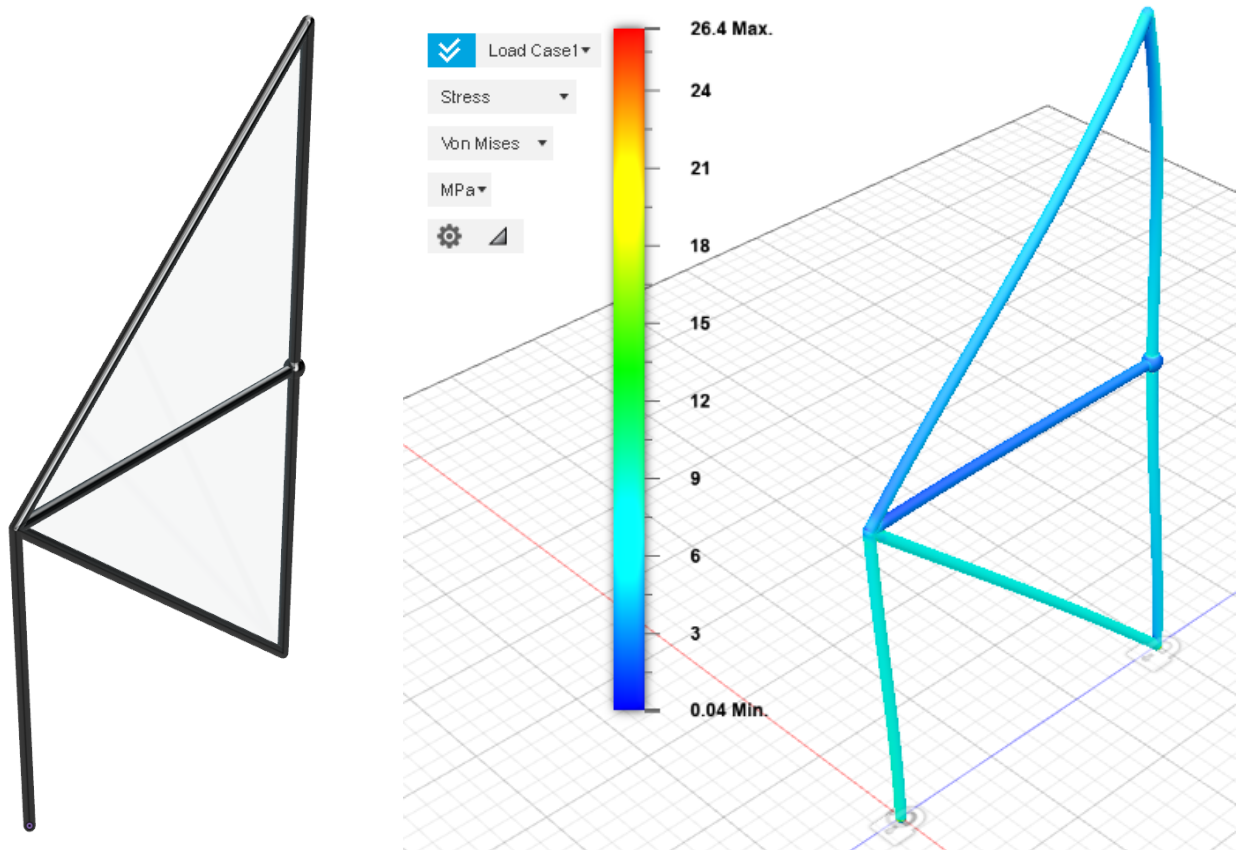 Load Case1
Stress
Von Mises
MPa
26.4 Max.
24
21
18
15
12
9
6
3
0.04 Min.